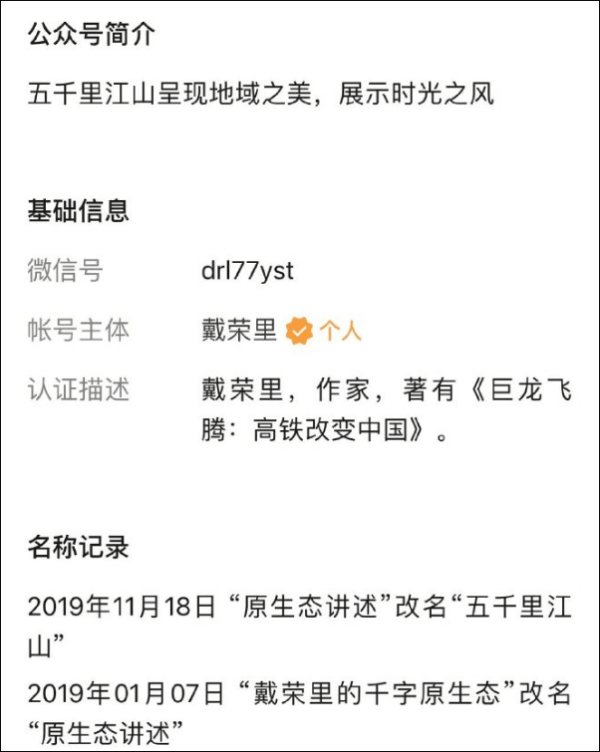 公众号简介
五千里江山呈现地域之美，展示时光之风
基础信息
微信号 drl77yst
帐号主体 戴荣里 个人
认证描述 戴荣里，作家，著有《巨龙飞
腾：高铁改变中国》。
名称记录
2019年11月18日 “原生态讲述”改名“五千里江
山”
2019年01月07日 “戴荣里的千字原生态”改名
“原生态讲述”